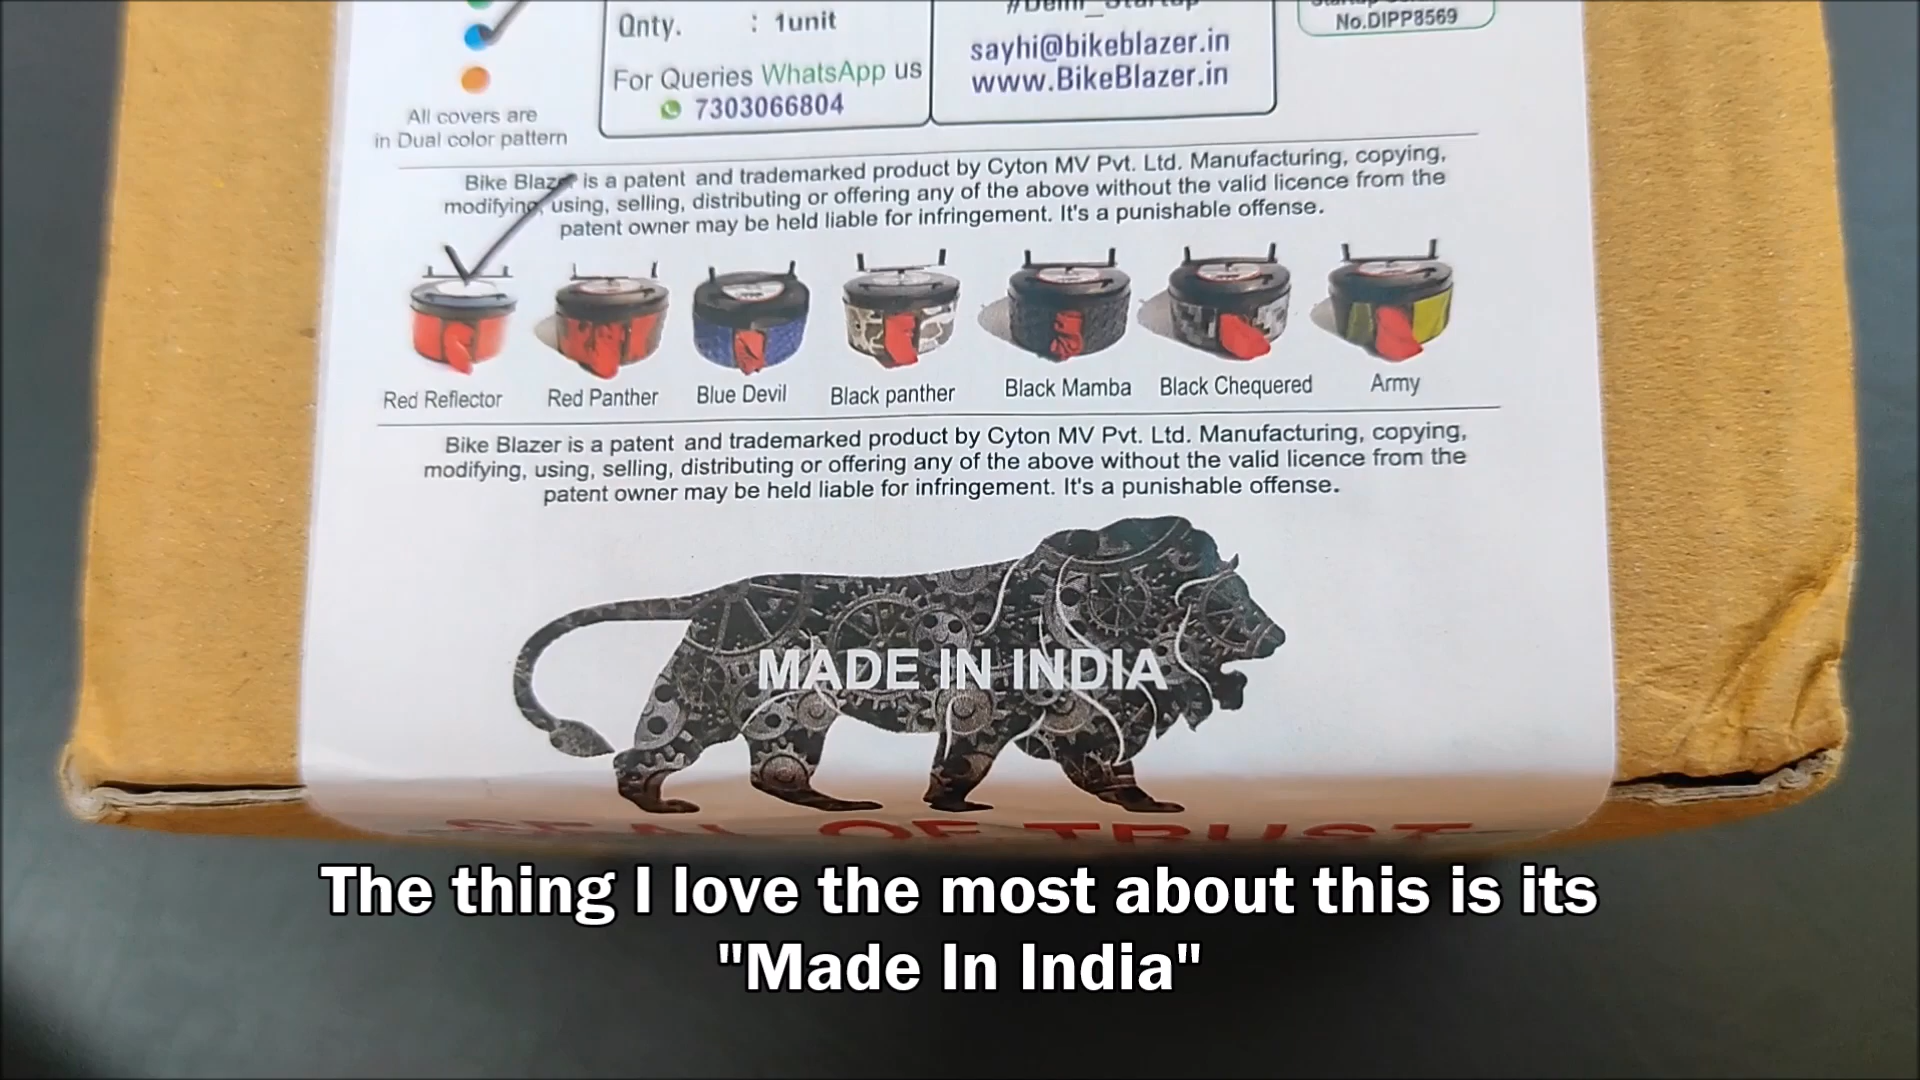 Qnty. : 1unit
For Queries WhatsApp us
7303066804
sayhi@bikeblazer.in
www.BikeBlazer.in
No.DIPP8569
All covers are
in Dual color pattern
Bike Blazer is a patent and trademarked product by Cyton MV Pvt. Ltd. Manufacturing, copying,
modifying, using, selling, distributing or offering any of the above without the valid licence from the
patent owner may be held liable for infringement. It's a punishable offense.
Red Reflector
Red Panther
Blue Devil
Black panther
Black Mamba
Black Chequered
Army
Bike Blazer is a patent and trademarked product by Cyton MV Pvt. Ltd. Manufacturing, copying,
modifying, using, selling, distributing or offering any of the above without the valid licence from the
patent owner may be held liable for infringement. It's a punishable offense.
MADE IN INDIA
SEAL OF TRUST
The thing I love the most about this is its
"Made In India"